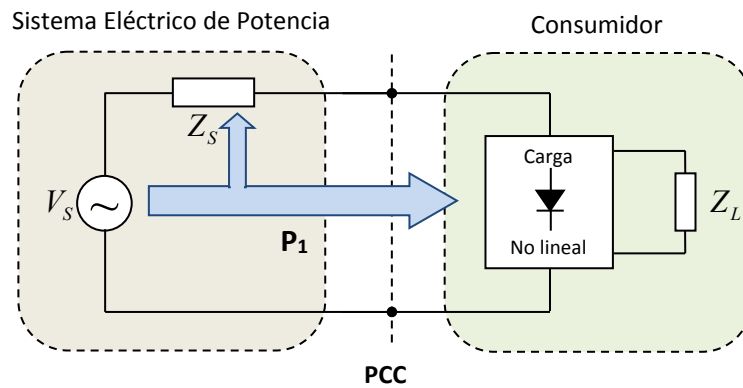 Sistema Eléctrico de Potencia
Consumidor
Z_S
V_S
~
P₁
Carga
No lineal
Z_L
PCC